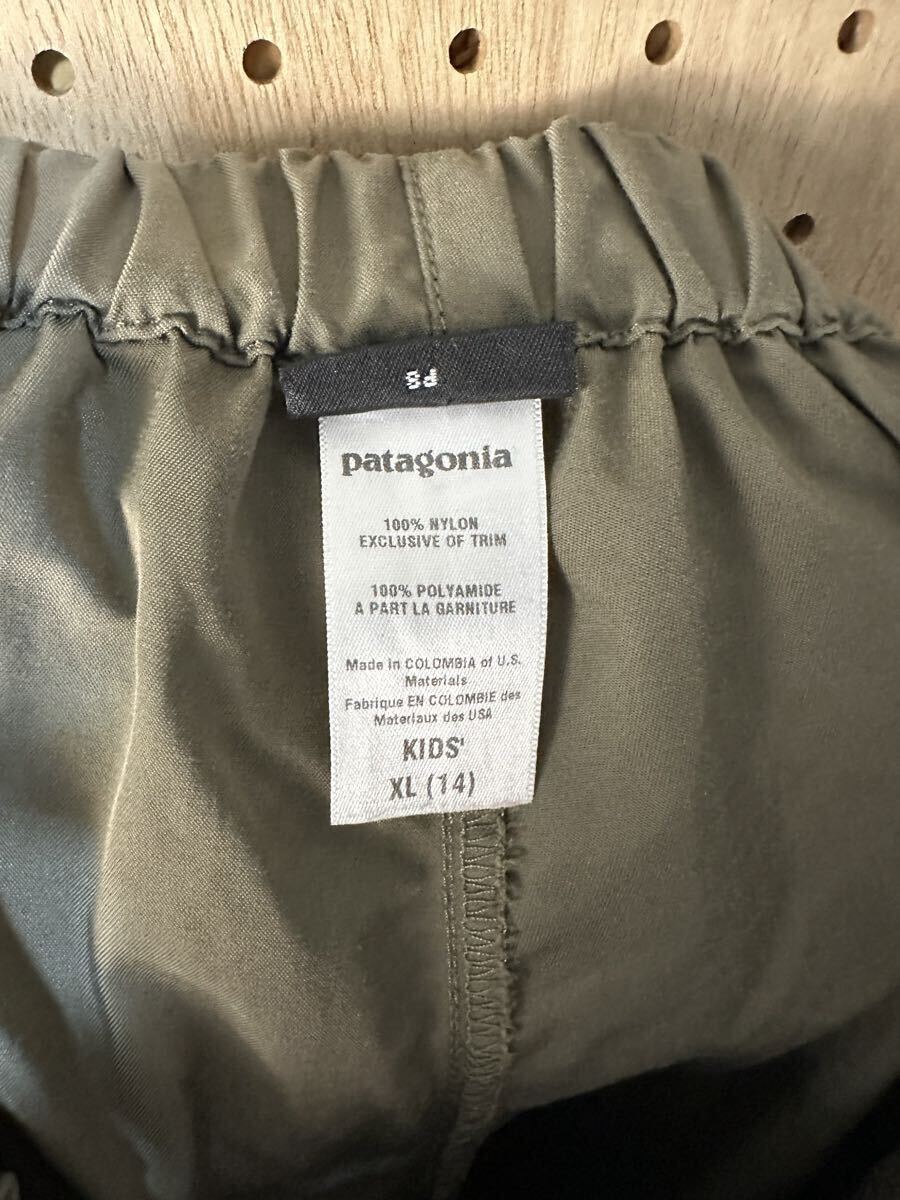 P8
patagonia
100% NYLON
EXCLUSIVE OF TRIM
100% POLYAMIDE
A PART LA GARNITURE
Made in COLOMBIA of U.S.
Materials
Fabrique EN COLOMBIE des
Materiaux des USA
KIDS'
XL (14)